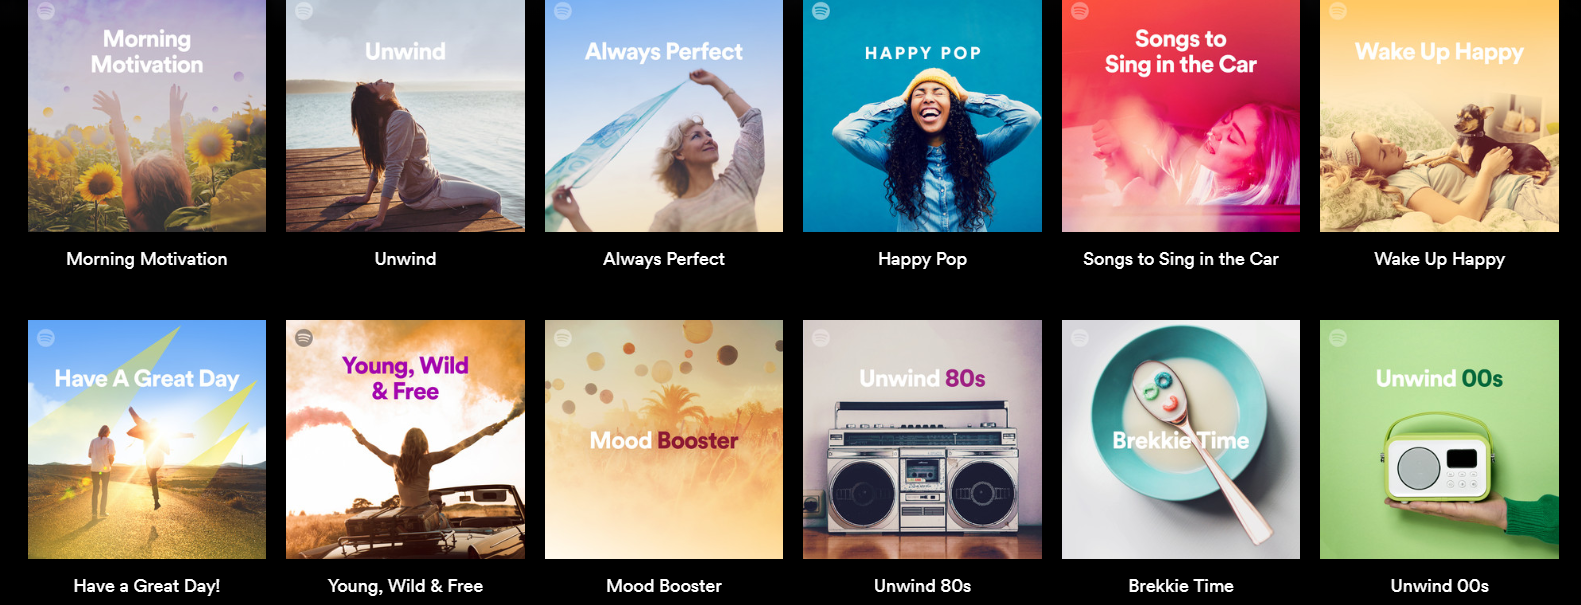 Morning
Motivation
Unwind
Always Perfect
HAPPY POP
Songs to
Sing in the Car
Wake Up Happy
Morning Motivation
Unwind
Always Perfect
Happy Pop
Songs to Sing in the Car
Wake Up Happy
Have A Great Day
Young, Wild
& Free
Mood Booster
Unwind 80s
Brekkie Time
Unwind 00s
Have a Great Day!
Young, Wild & Free
Mood Booster
Unwind 80s
Brekkie Time
Unwind 00s